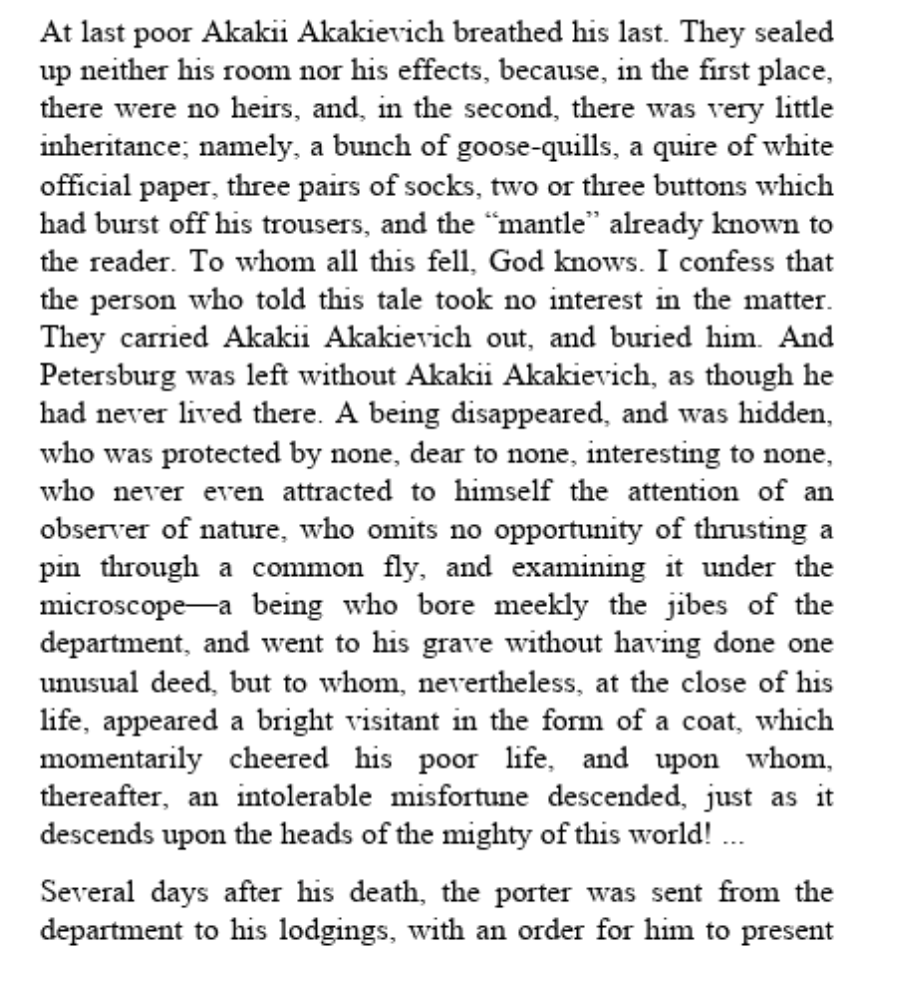 At last poor Akakii Akakievich breathed his last. They sealed
up neither his room nor his effects, because, in the first place,
there were no heirs, and, in the second, there was very little
inheritance; namely, a bunch of goose-quills, a quire of white
official paper, three pairs of socks, two or three buttons which
had burst off his trousers, and the “mantle” already known to
the reader. To whom all this fell, God knows. I confess that
the person who told this tale took no interest in the matter.
They carried Akakii Akakievich out, and buried him. And
Petersburg was left without Akakii Akakievich, as though he
had never lived there. A being disappeared, and was hidden,
who was protected by none, dear to none, interesting to none,
who never even attracted to himself the attention of an
observer of nature, who omits no opportunity of thrusting a
pin through a common fly, and examining it under the
microscope—a being who bore meekly the jibes of the
department, and went to his grave without having done one
unusual deed, but to whom, nevertheless, at the close of his
life, appeared a bright visitant in the form of a coat, which
momentarily cheered his poor life, and upon whom,
thereafter, an intolerable misfortune descended, just as it
descends upon the heads of the mighty of this world! ...
Several days after his death, the porter was sent from the
department to his lodgings, with an order for him to present